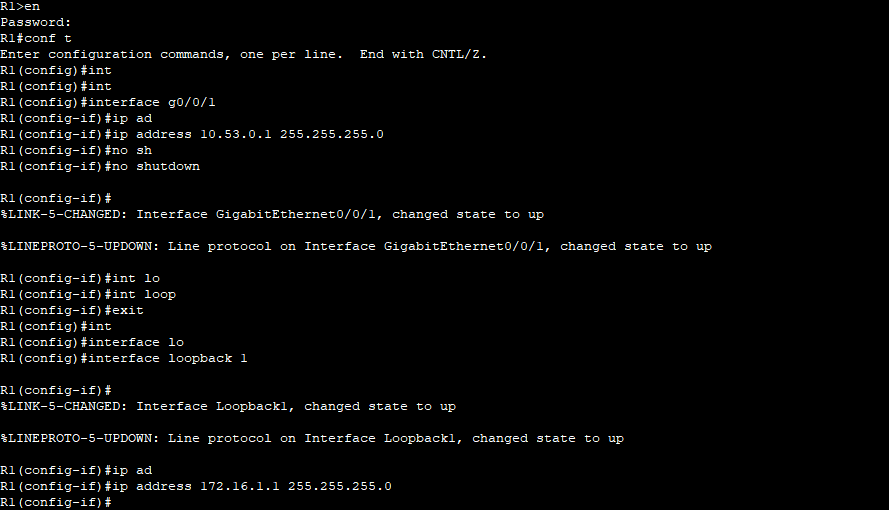 R1>en
Password:
R1#conf t
Enter configuration commands, one per line.  End with CNTL/Z.
R1(config)#int
R1(config)#int
R1(config)#interface g0/0/1
R1(config-if)#ip ad
R1(config-if)#ip address 10.53.0.1 255.255.255.0
R1(config-if)#no sh
R1(config-if)#no shutdown
R1(config-if)#
%LINK-5-CHANGED: Interface GigabitEthernet0/0/1, changed state to up
%LINEPROTO-5-UPDOWN: Line protocol on Interface GigabitEthernet0/0/1, changed state to up
R1(config-if)#int lo
R1(config-if)#int loop
R1(config-if)#exit
R1(config)#int
R1(config)#interface lo
R1(config)#interface loopback 1
R1(config-if)#
%LINK-5-CHANGED: Interface Loopback1, changed state to up
%LINEPROTO-5-UPDOWN: Line protocol on Interface Loopback1, changed state to up
R1(config-if)#ip ad
R1(config-if)#ip address 172.16.1.1 255.255.255.0
R1(config-if)#